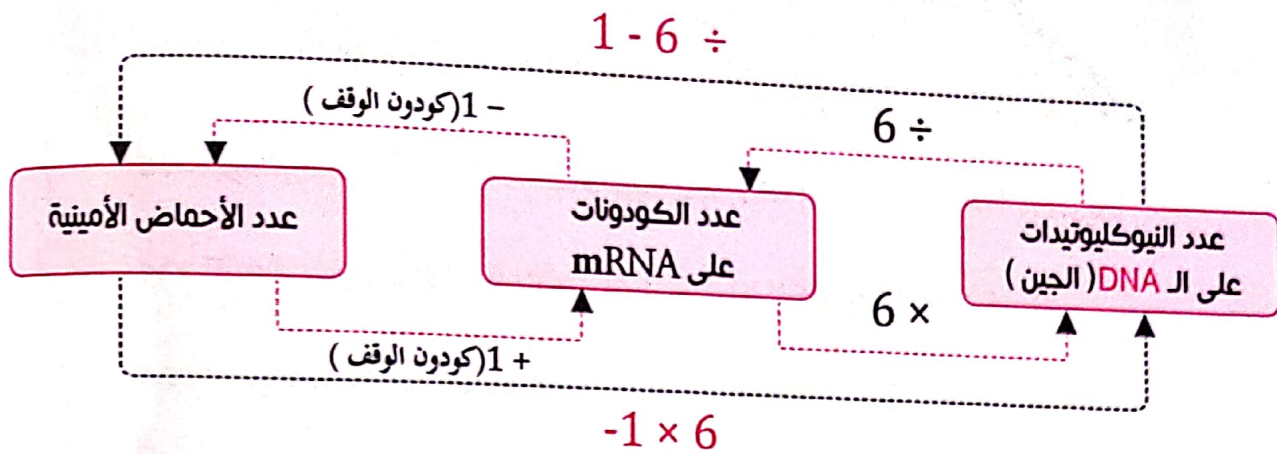 1 - 6 ÷
- 1(كودون الوقف )
6 ÷
عدد الأحماض الأمينية
عدد الكودونات
على mRNA
عدد النيوكليوتيدات
على الـ DNA( الجين )
6 ×
+ 1(كودون الوقف )
-1 × 6